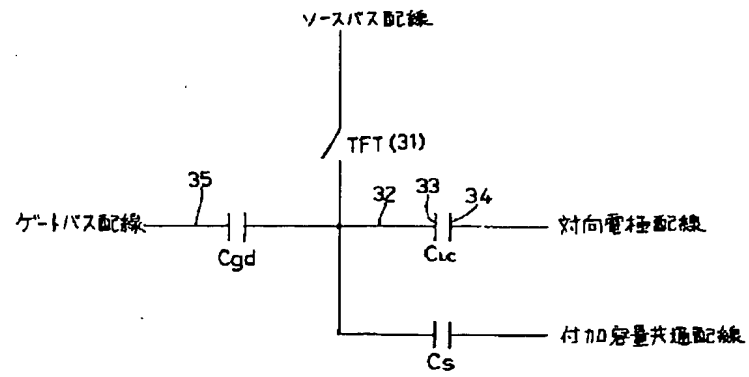 ソースバス配線
TFT(31)
35
32
33
34
ゲートバス配線
対向電極配線
Cgd
CLC
付加容量共通配線
Cs